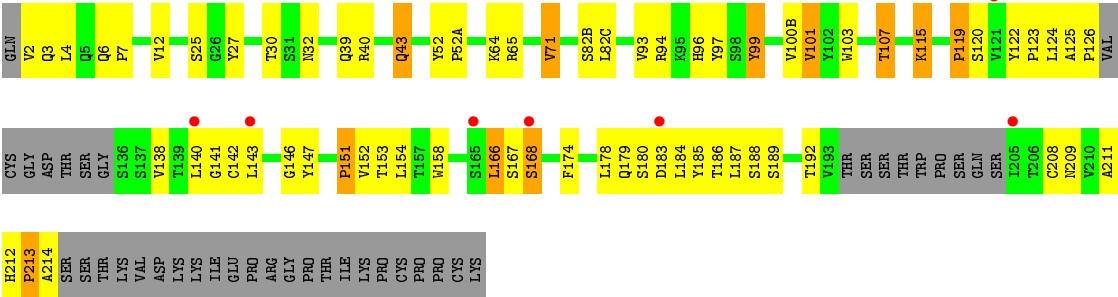 GLN V2 Q3 L4 Q5 Q6 P7 V12 S25 G26 Y27 T30 S31 N32 Q39 R40 Q43 Y52 P52A K64 R65 V71 S82B L82C V93 R94 K95 H96 Y97 S98 Y99 V100B V101 Y102 W103 T107 K115 P119 S120 V121 Y122 P123 L124 A125 P126 VAL
CYS GLY ASP THR SER GLY S136 S137 V138 T139 L140 G141 C142 L143 G146 Y147 P151 V152 T153 L154 T157 W158 S165 L166 S167 S168 F174 L178 Q179 S180 D183 L184 Y185 T186 L187 S188 S189 T192 V193 THR SER SER THR TRP PRO SER GLN SER I205 T206 C208 N209 V210 A211
H212 P213 A214 SER SER THR LYS VAL ASP LYS LYS ILE GLU PRO ARG GLY PRO THR ILE LYS PRO CYS PRO PRO CYS LYS